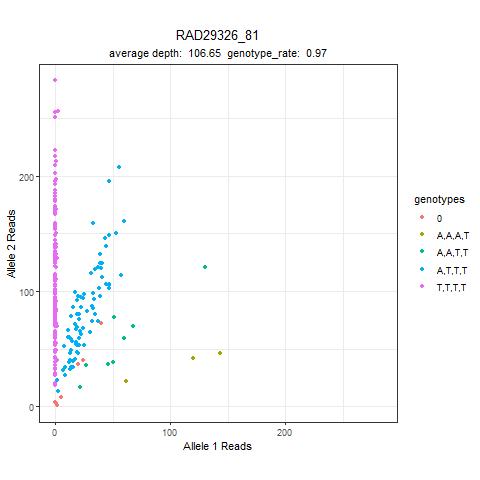 RAD29326_81
average depth: 106.65 genotype_rate: 0.97
Allele 2 Reads
200
100
0
0 100 200
Allele 1 Reads
genotypes
0
A,A,A,T
A,A,T,T
A,T,T,T
T,T,T,T